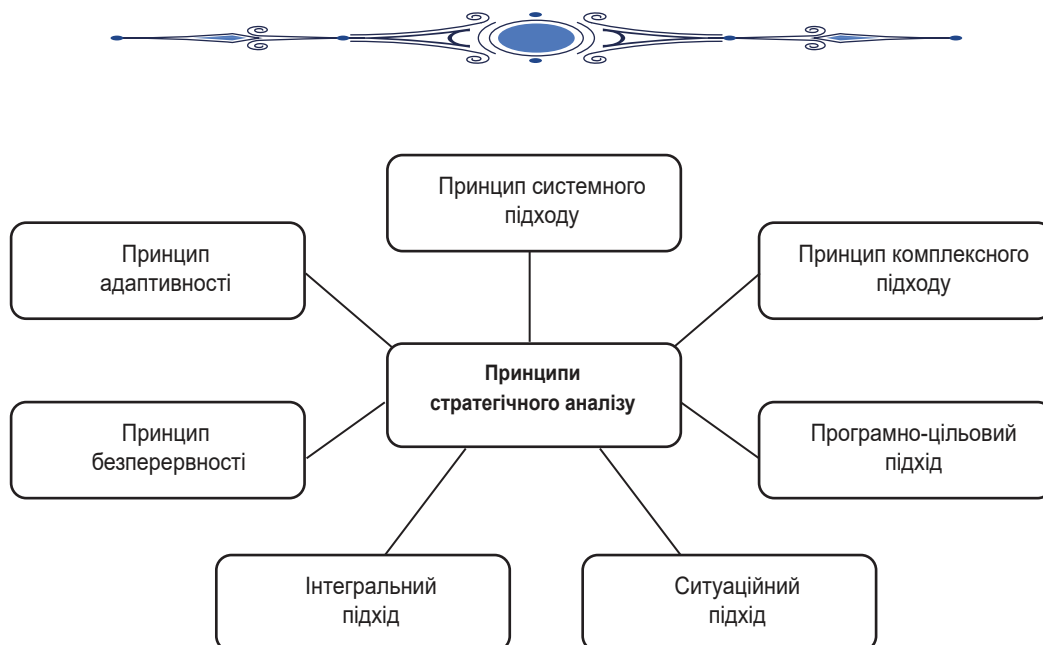 Принцип системного
підходу
Принцип
адаптивності
Принцип комплексного
підходу
Принципи
стратегічного аналізу
Принцип
безперервності
Програмно-цільовий
підхід
Інтегральний
підхід
Ситуаційний
підхід